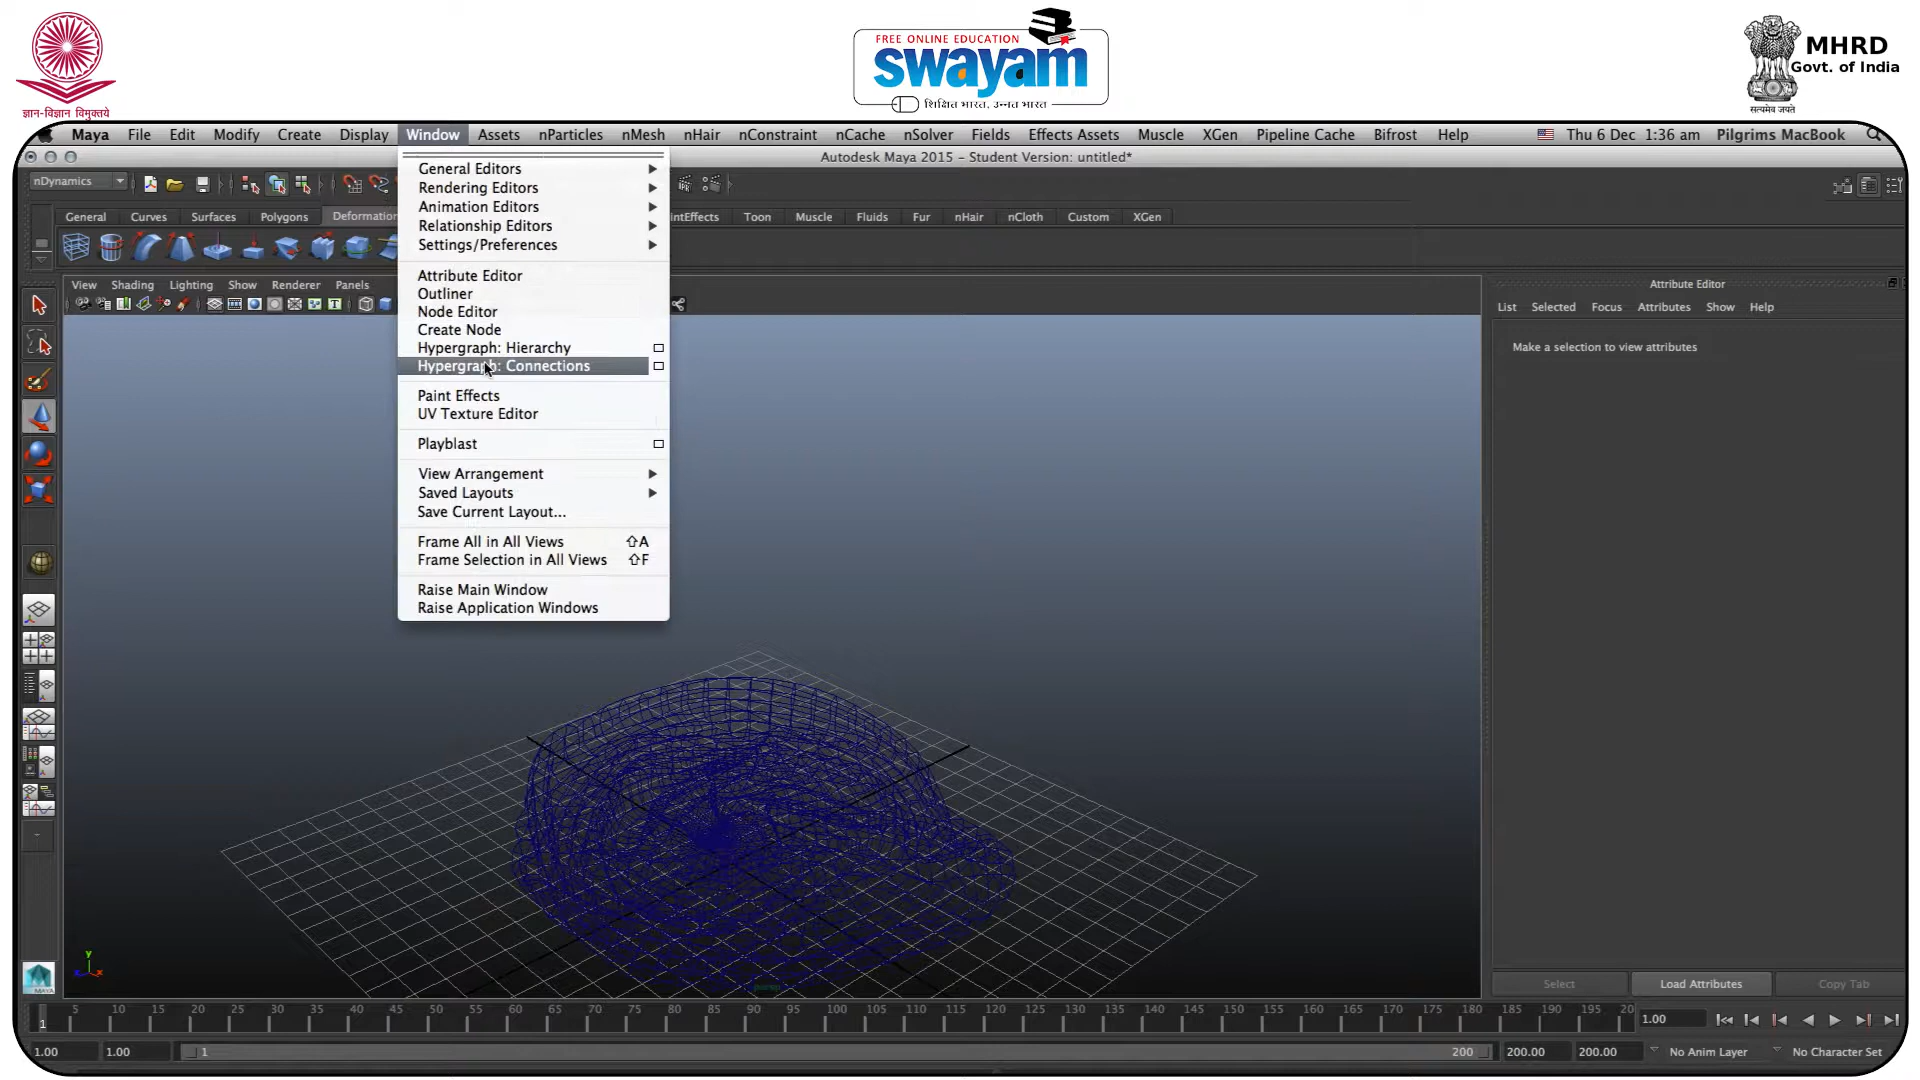 ज्ञान-विज्ञान विमुक्तये
FREE ONLINE EDUCATION
swayam
शिक्षित भारत, उन्नत भारत
सत्यमेव जयते
MHRD
Govt. of India
Maya File Edit Modify Create Display Window Assets nParticles nMesh nHair nConstraint nCache nSolver Fields Effects Assets Muscle XGen Pipeline Cache Bifrost Help Thu 6 Dec 1:36 am Pilgrims MacBook
Autodesk Maya 2015 - Student Version: untitled*
nDynamics
General Curves Surfaces Polygons Deformatio intEffects Toon Muscle Fluids Fur nHair nCloth Custom XGen
View Shading Lighting Show Renderer Panels
General Editors
Rendering Editors
Animation Editors
Relationship Editors
Settings/Preferences
Attribute Editor
Outliner
Node Editor
Create Node
Hypergraph: Hierarchy
Hypergraph: Connections
Paint Effects
UV Texture Editor
Playblast
View Arrangement
Saved Layouts
Save Current Layout...
Frame All in All Views ⇧A
Frame Selection in All Views ⇧F
Raise Main Window
Raise Application Windows
Attribute Editor
List Selected Focus Attributes Show Help
Make a selection to view attributes
Select Load Attributes Copy Tab
y
x
z
persp
MAYA
5 10 15 20 25 30 35 40 45 50 55 60 65 70 75 80 85 90 95 100 105 110 115 120 125 130 135 140 145 150 155 160 165 170 175 180 185 190 195 20
1 1.00
1.00 1.00 1 200 200.00 200.00 No Anim Layer No Character Set